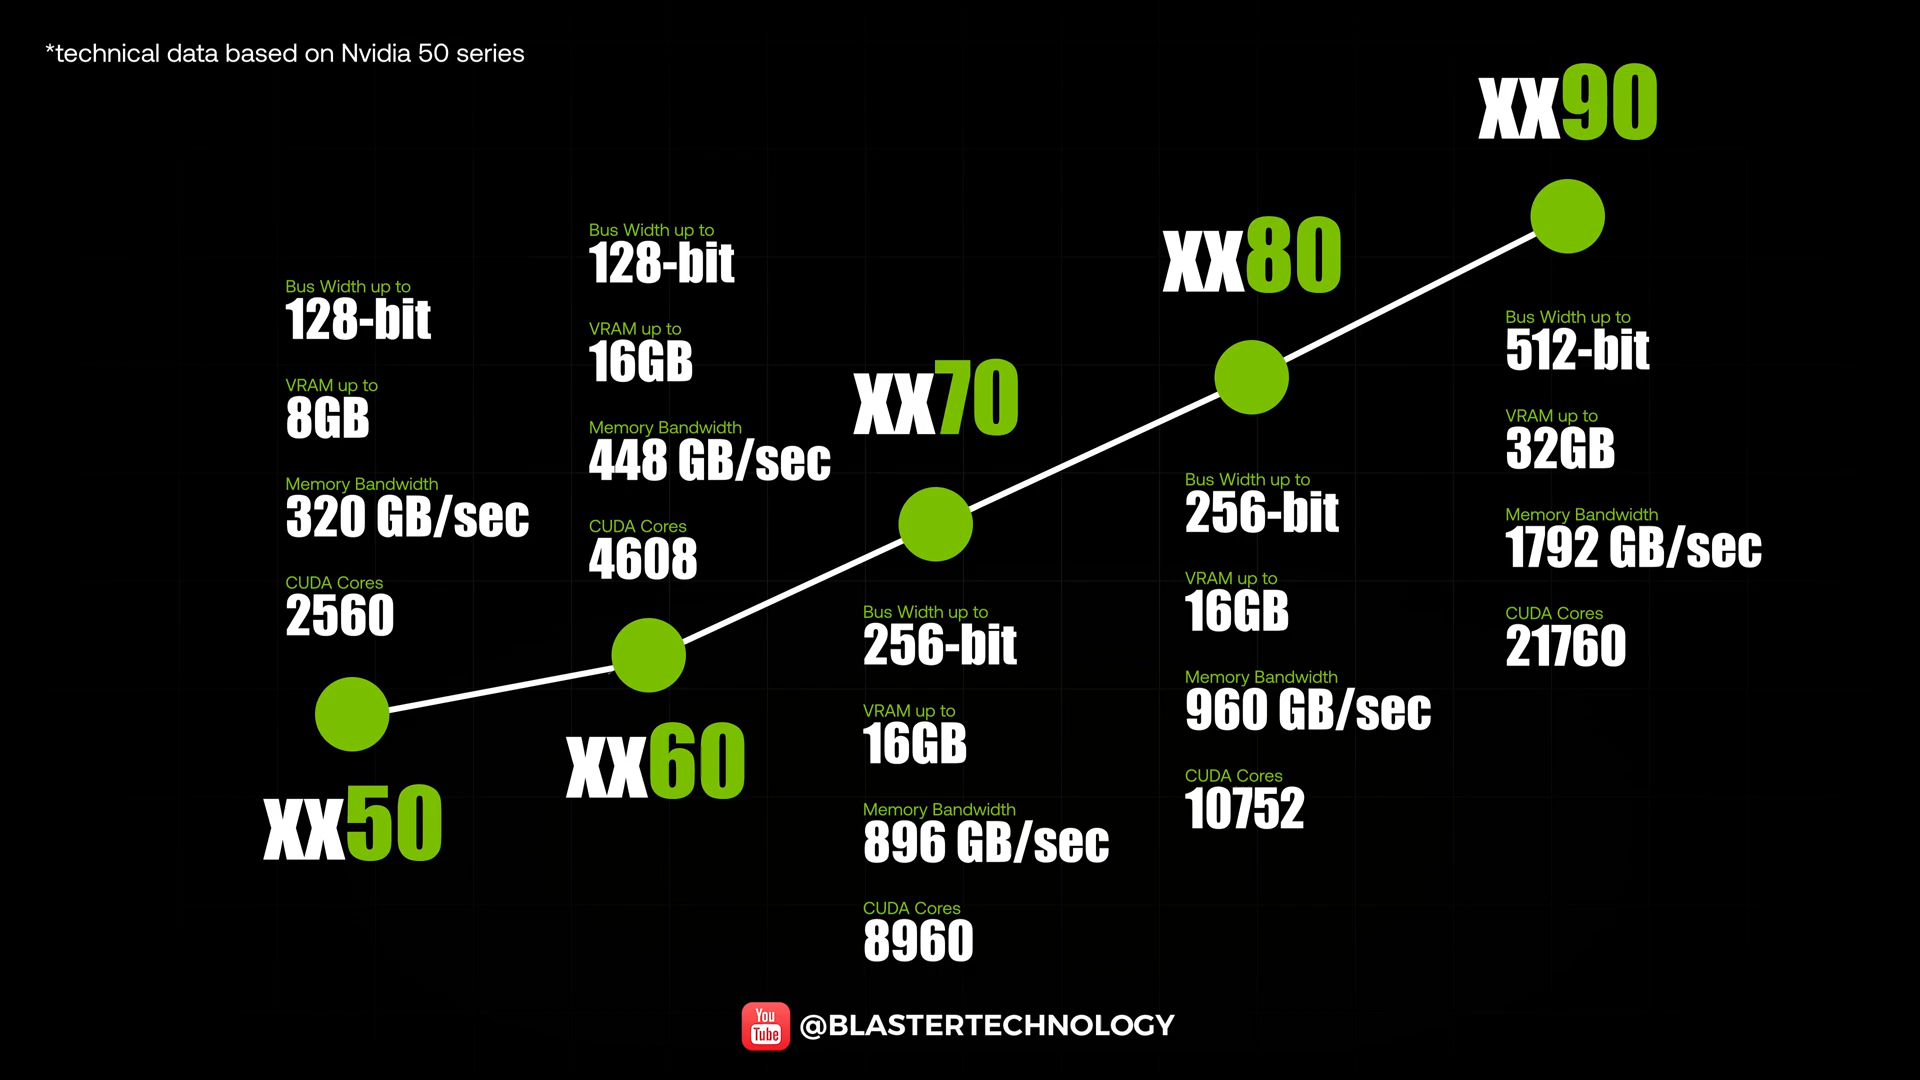 *technical data based on Nvidia 50 series
Bus Width up to
128-bit
VRAM up to
8GB
Memory Bandwidth
320 GB/sec
CUDA Cores
2560
xx50
Bus Width up to
128-bit
VRAM up to
16GB
Memory Bandwidth
448 GB/sec
CUDA Cores
4608
xx60
xx70
Bus Width up to
256-bit
VRAM up to
16GB
Memory Bandwidth
896 GB/sec
CUDA Cores
8960
xx80
Bus Width up to
256-bit
VRAM up to
16GB
Memory Bandwidth
960 GB/sec
CUDA Cores
10752
xx90
Bus Width up to
512-bit
VRAM up to
32GB
Memory Bandwidth
1792 GB/sec
CUDA Cores
21760
You
Tube
@BLASTERTECHNOLOGY